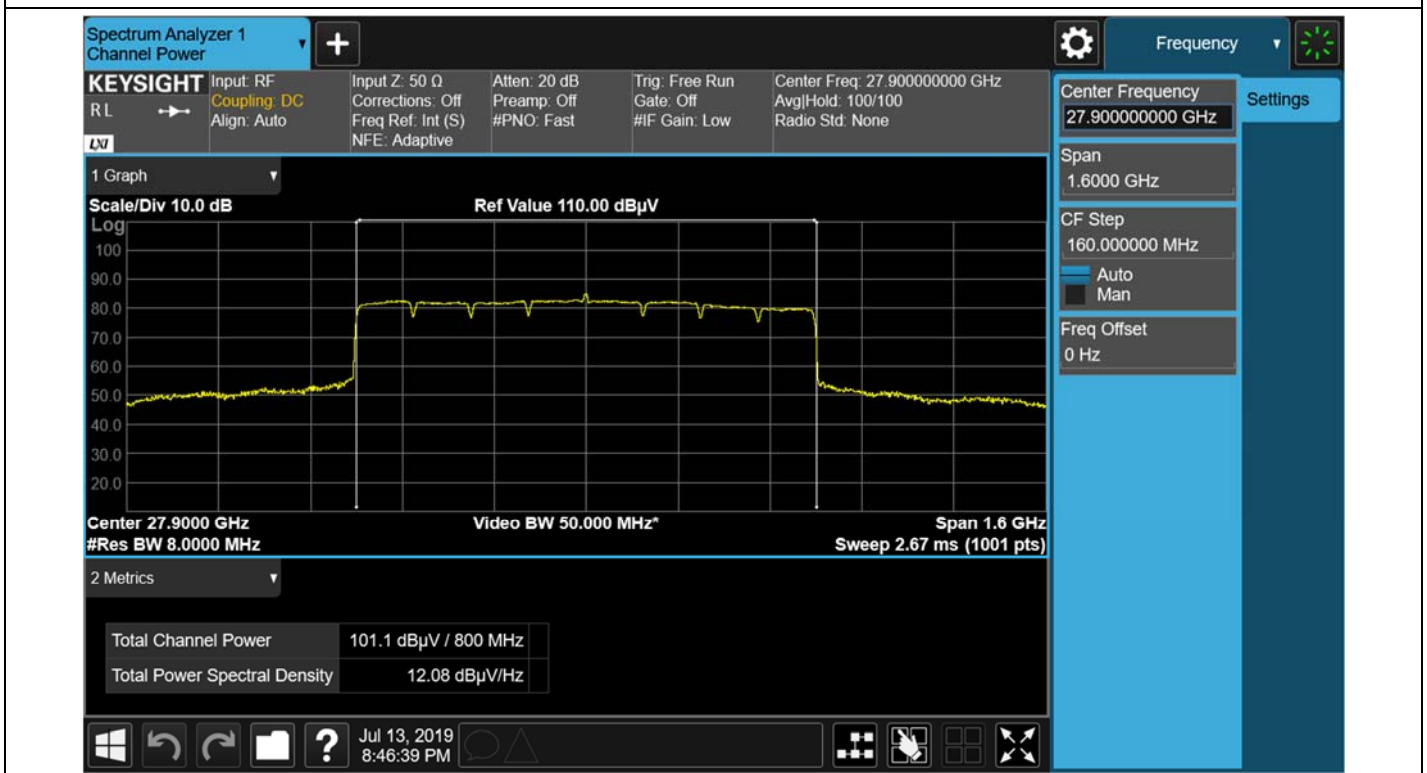 Spectrum Analyzer 1
Channel Power
Frequency
KEYSIGHT
R L
LXI
Input: RF
Coupling: DC
Align: Auto
Input Z: 50 Ω
Corrections: Off
Freq Ref: Int (S)
NFE: Adaptive
Atten: 20 dB
Preamp: Off
#PNO: Fast
Trig: Free Run
Gate: Off
#IF Gain: Low
Center Freq: 27.900000000 GHz
Avg|Hold: 100/100
Radio Std: None
Center Frequency
27.900000000 GHz
Settings
Span
1.6000 GHz
CF Step
160.000000 MHz
Auto
Man
Freq Offset
0 Hz
1 Graph
Scale/Div 10.0 dB
Ref Value 110.00 dBµV
Log
100
90.0
80.0
70.0
60.0
50.0
40.0
30.0
20.0
Center 27.9000 GHz
Video BW 50.000 MHz*
Span 1.6 GHz
#Res BW 8.0000 MHz
Sweep 2.67 ms (1001 pts)
2 Metrics
Total Channel Power 101.1 dBµV / 800 MHz
Total Power Spectral Density 12.08 dBµV/Hz
?
Jul 13, 2019
8:46:39 PM